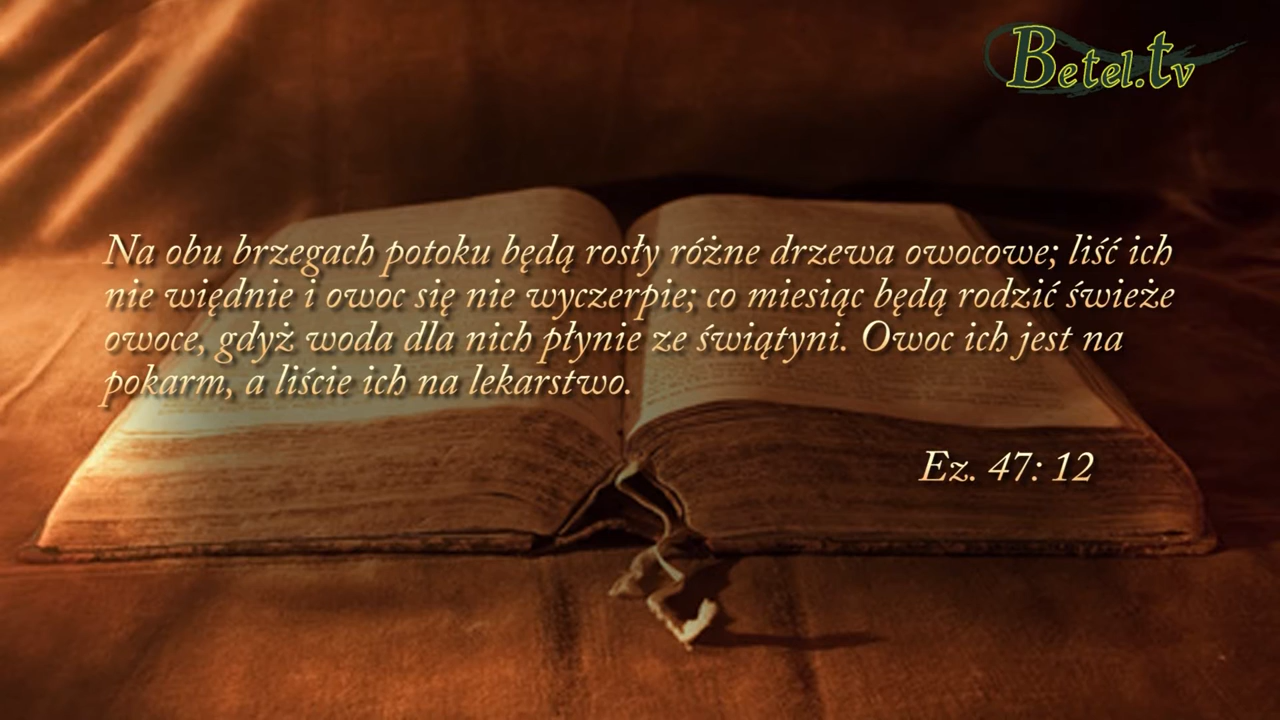 Betel.tv
Na obu brzegach potoku będą rosły różne drzewa owocowe; liść ich
nie więdnie i owoc się nie wyczerpie; co miesiąc będą rodzić świeże
owoce, gdyż woda dla nich płynie ze świątyni. Owoc ich jest na
pokarm, a liście ich na lekarstwo.
Ez. 47: 12